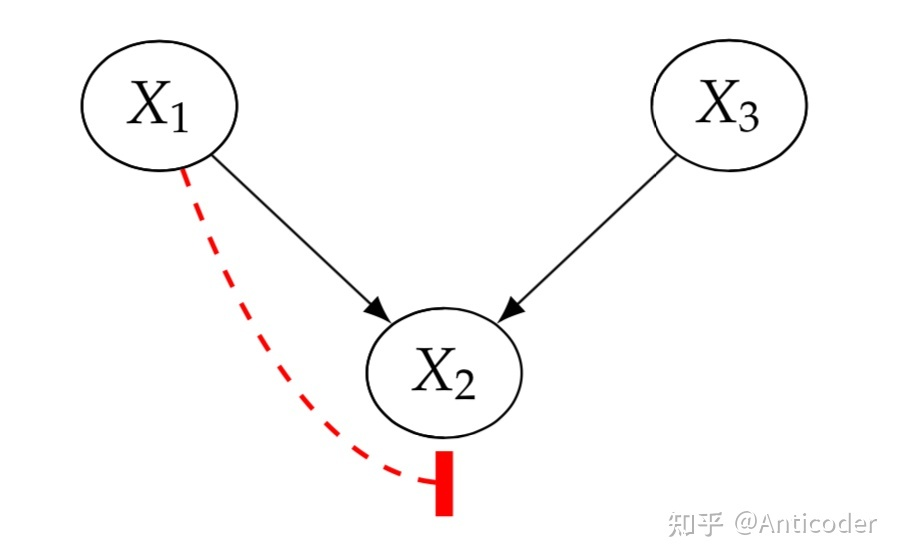 X₁
X₃
X₂
知乎 @Anticoder